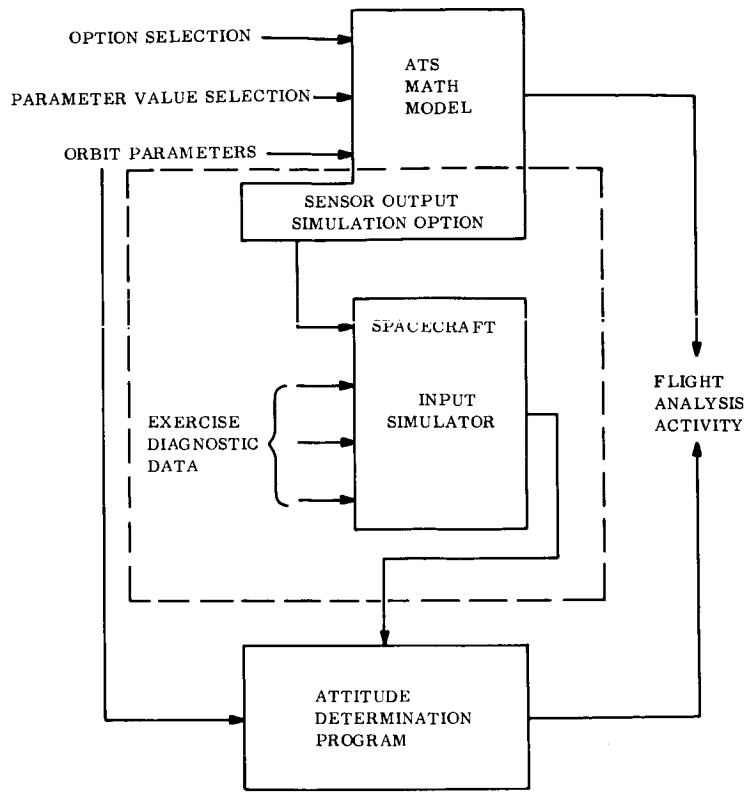 OPTION SELECTION
PARAMETER VALUE SELECTION
ORBIT PARAMETERS
ATS
MATH
MODEL
SENSOR OUTPUT
SIMULATION OPTION
SPACECRAFT
INPUT
SIMULATOR
EXERCISE
DIAGNOSTIC
DATA
FLIGHT
ANALYSIS
ACTIVITY
ATTITUDE
DETERMINATION
PROGRAM